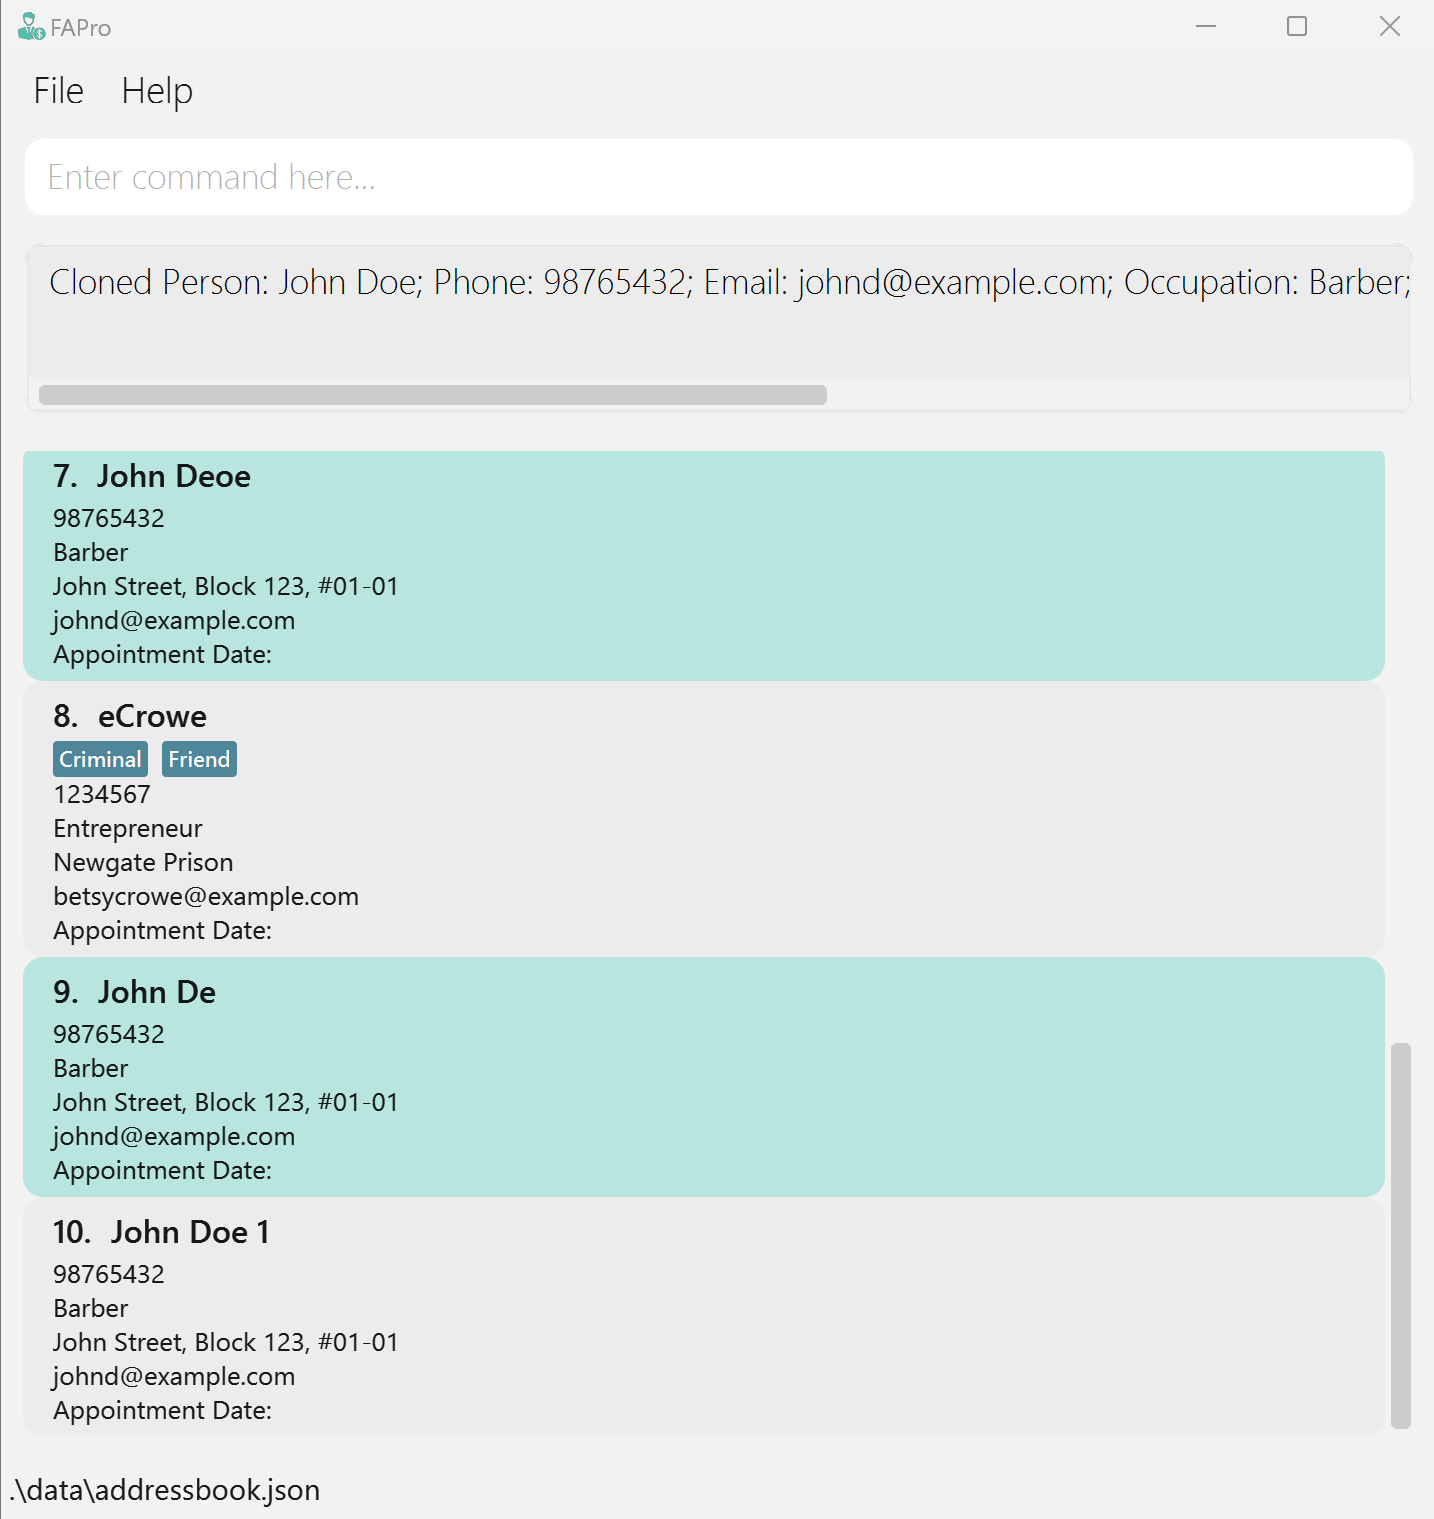 FAPro
File Help
Enter command here...
Cloned Person: John Doe; Phone: 98765432; Email: johnd@example.com; Occupation: Barber;
7. John Deoe
98765432
Barber
John Street, Block 123, #01-01
johnd@example.com
Appointment Date:
8. eCrowe
Criminal Friend
1234567
Entrepreneur
Newgate Prison
betsycrowe@example.com
Appointment Date:
9. John De
98765432
Barber
John Street, Block 123, #01-01
johnd@example.com
Appointment Date:
10. John Doe 1
98765432
Barber
John Street, Block 123, #01-01
johnd@example.com
Appointment Date:
.\data\addressbook.json